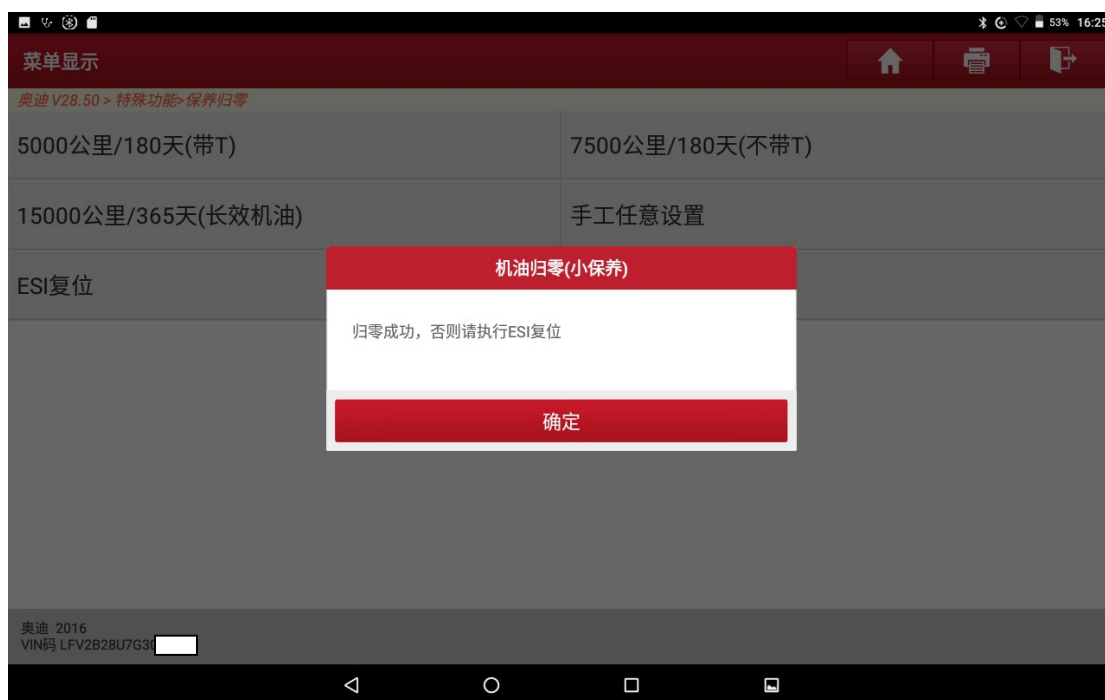 53% 16:25
菜单显示
奥迪 V28.50 > 特殊功能>保养归零
5000公里/180天(带T)
7500公里/180天(不带T)
15000公里/365天(长效机油)
手工任意设置
ESI复位
机油归零(小保养)
归零成功，否则请执行ESI复位
确定
奥迪 2016
VIN码 LFV2B28U7G30